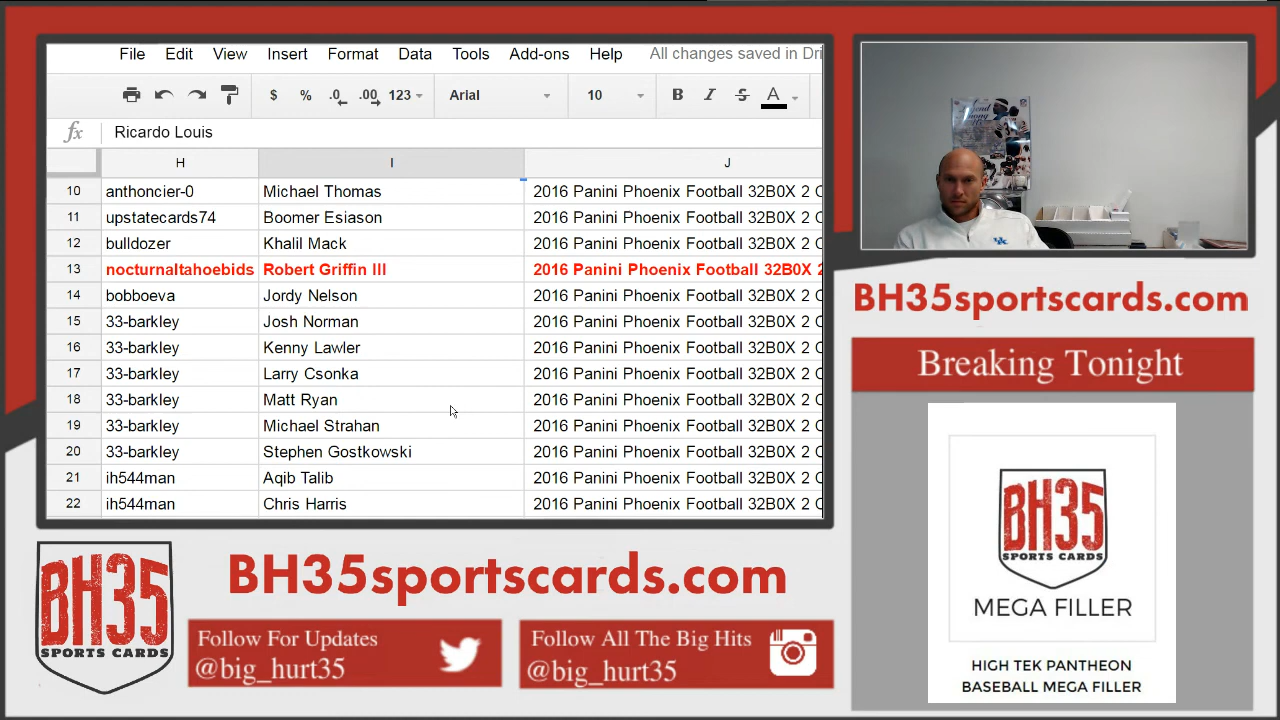 File Edit View Insert Format Data Tools Add-ons Help All changes saved in Dri
$ % .0 .00 123 Arial 10 B I S A
fx Ricardo Louis
H I J
10 anthoncier-0 Michael Thomas 2016 Panini Phoenix Football 32B0X 2 C
11 upstatecards74 Boomer Esiason 2016 Panini Phoenix Football 32B0X 2 C
12 bulldozer Khalil Mack 2016 Panini Phoenix Football 32B0X 2 C
13 nocturnaltahoebids Robert Griffin III 2016 Panini Phoenix Football 32B0X 2
14 bobboeva Jordy Nelson 2016 Panini Phoenix Football 32B0X 2 C
15 33-barkley Josh Norman 2016 Panini Phoenix Football 32B0X 2 C
16 33-barkley Kenny Lawler 2016 Panini Phoenix Football 32B0X 2 C
17 33-barkley Larry Csonka 2016 Panini Phoenix Football 32B0X 2 C
18 33-barkley Matt Ryan 2016 Panini Phoenix Football 32B0X 2 C
19 33-barkley Michael Strahan 2016 Panini Phoenix Football 32B0X 2 C
20 33-barkley Stephen Gostkowski 2016 Panini Phoenix Football 32B0X 2 C
21 ih544man Aqib Talib 2016 Panini Phoenix Football 32B0X 2 C
22 ih544man Chris Harris 2016 Panini Phoenix Football 32B0X 2 C
BH35sportscards.com
Breaking Tonight
BH35
SPORTS CARDS
MEGA FILLER
HIGH TEK PANTHEON
BASEBALL MEGA FILLER
BH35
SPORTS CARDS
BH35sportscards.com
Follow For Updates
@big_hurt35
Follow All The Big Hits
@big_hurt35